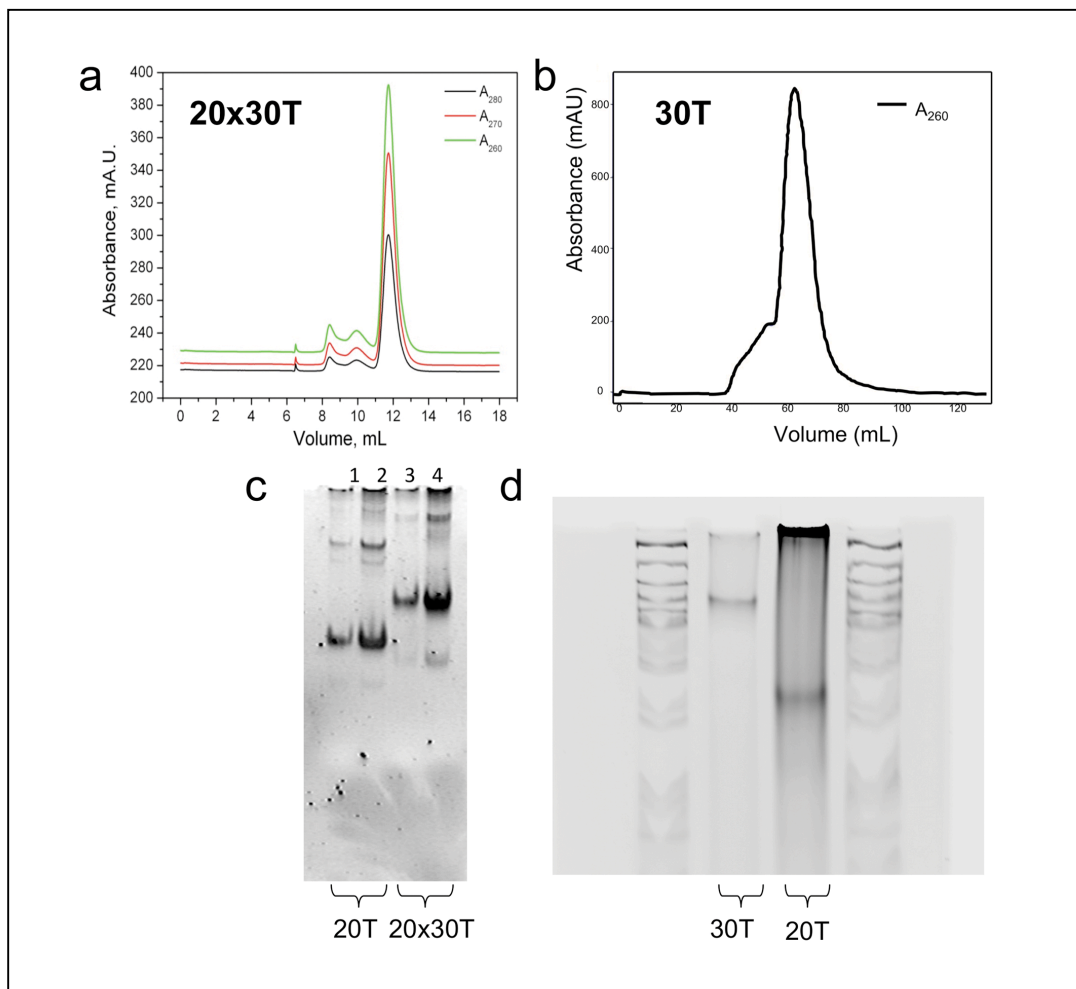 a
20x30T
A280
A270
A260
400
380
360
340
320
300
280
260
240
220
200
Absorbance, mA.U.
0 2 4 6 8 10 12 14 16 18
Volume, mL
b
30T
A260
800
600
400
200
0
Absorbance (mAU)
0 20 40 60 80 100 120
Volume (mL)
c
1 2 3 4
20T 20x30T
d
30T 20T